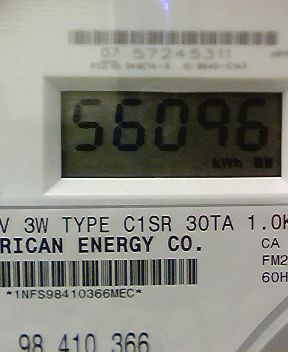 07 57245311
56096
kWh
V 3W TYPE C1SR 30TA 1.0K
RICAN ENERGY CO.
CA
FM2
60H
*1NFS98410366MEC*
98 410 366